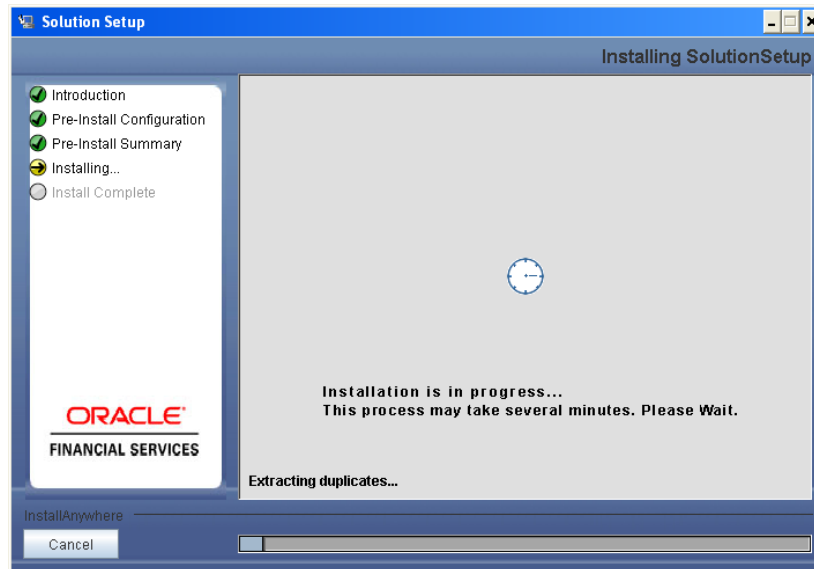 Solution Setup
Installing SolutionSetup
Introduction
Pre-Install Configuration
Pre-Install Summary
Installing...
Install Complete
Installation is in progress...
This process may take several minutes. Please Wait.
ORACLE
FINANCIAL SERVICES
Extracting duplicates...
InstallAnywhere
Cancel